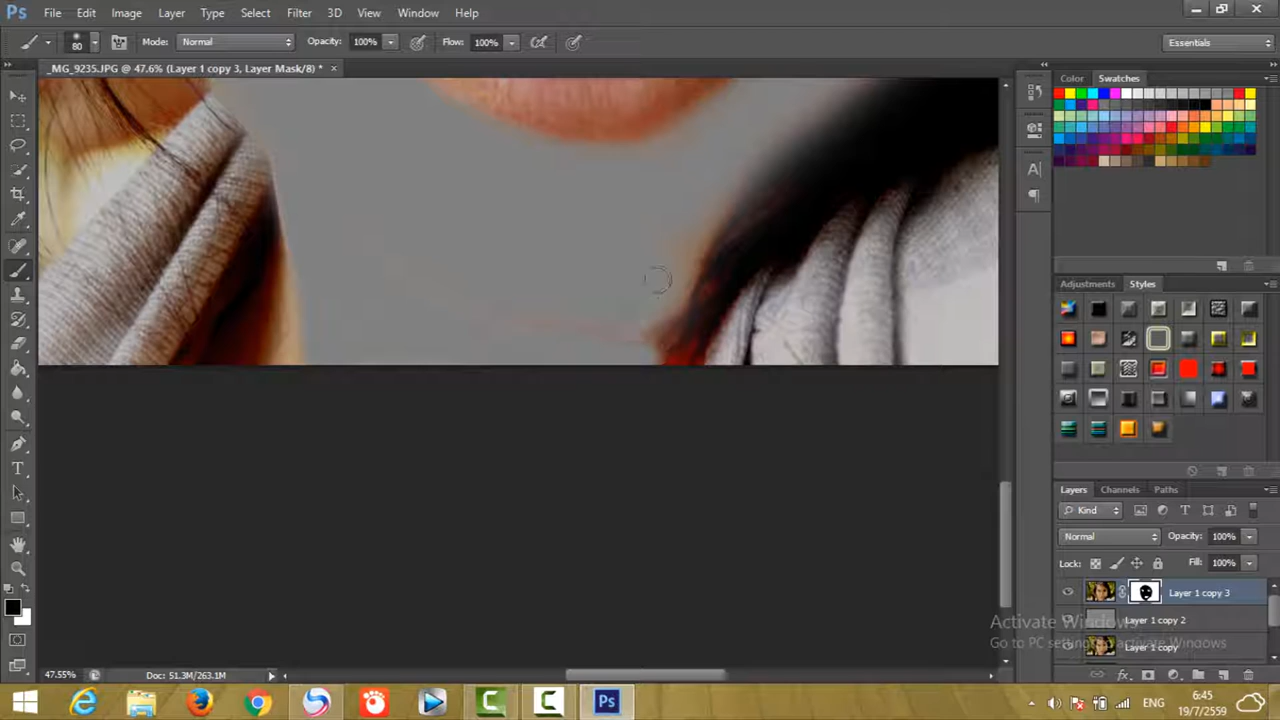 Ps File Edit Image Layer Type Select Filter 3D View Window Help
80 Mode: Normal Opacity: 100% Flow: 100% Essentials
_MG_9235.JPG @ 47.6% (Layer 1 copy 3, Layer Mask/8) * ×
Color Swatches
Adjustments Styles
Layers Channels Paths
Kind
Normal Opacity: 100%
Lock: Fill: 100%
Layer 1 copy 3
Layer 1 copy 2
Layer 1 copy
Activate Windows
Go to PC settings to activate Windows
47.55% Doc: 51.3M/263.1M
ENG 6:45
19/7/2559